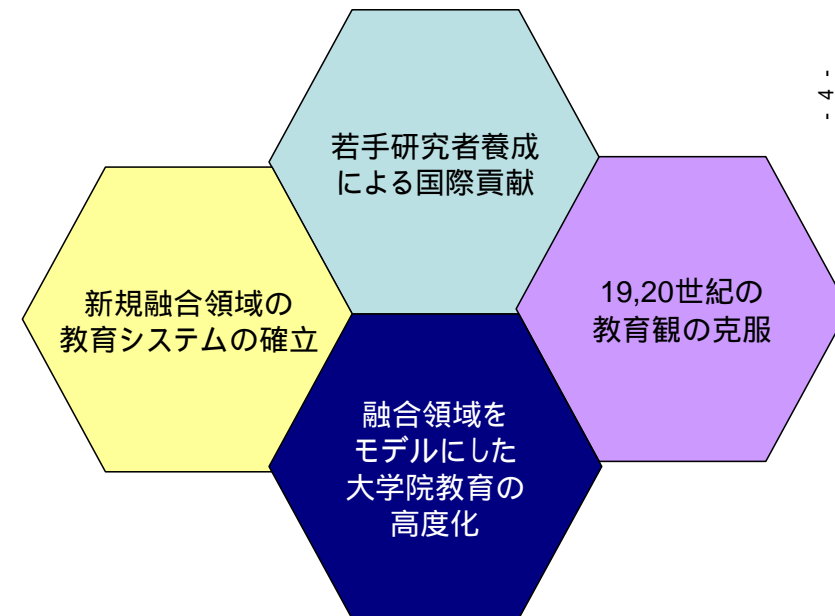 若手研究者養成
による国際貢献
新規融合領域の
教育システムの確立
19,20世紀の
教育観の克服
融合領域を
モデルにした
大学院教育の
高度化
- 4 -